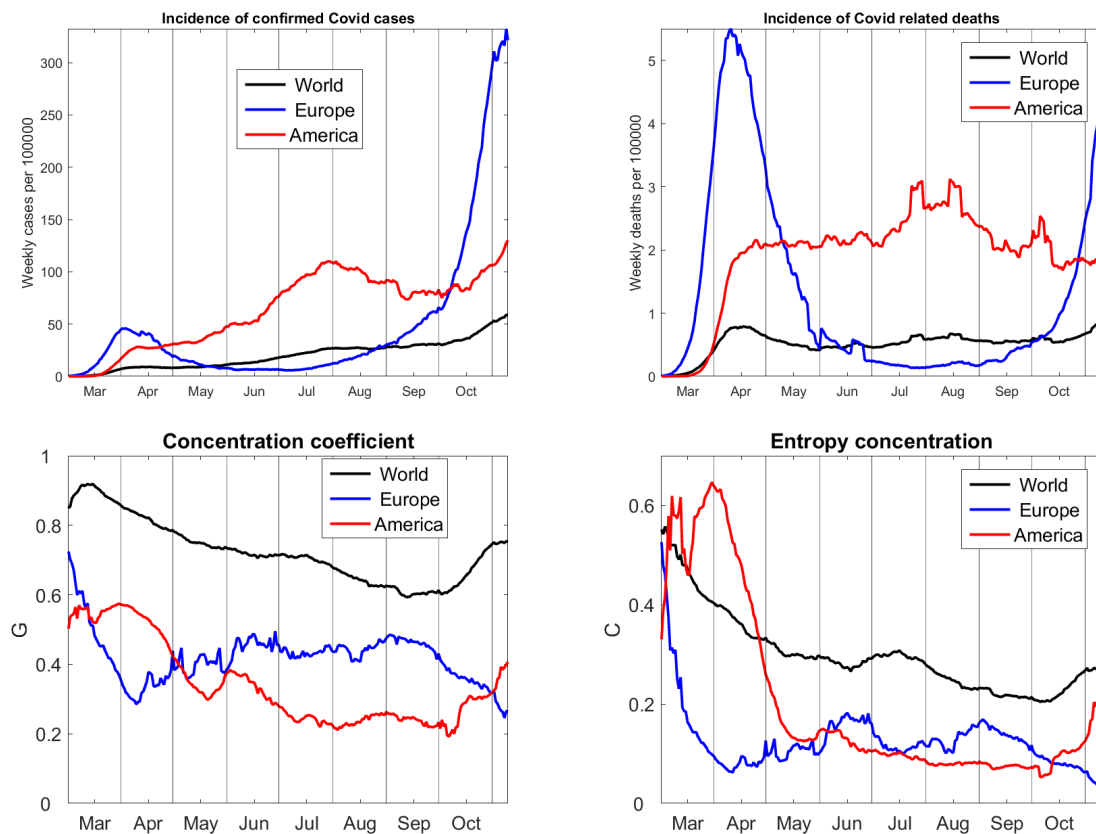 Incidence of confirmed Covid cases
Weekly cases per 100000
300
250
200
150
100
50
0
World
Europe
America
Mar Apr May Jun Jul Aug Sep Oct
Incidence of Covid related deaths
Weekly deaths per 100000
5
4
3
2
1
0
World
Europe
America
Mar Apr May Jun Jul Aug Sep Oct
Concentration coefficient
G
1
0.8
0.6
0.4
0.2
0
World
Europe
America
Mar Apr May Jun Jul Aug Sep Oct
Entropy concentration
C
0.6
0.4
0.2
0
World
Europe
America
Mar Apr May Jun Jul Aug Sep Oct